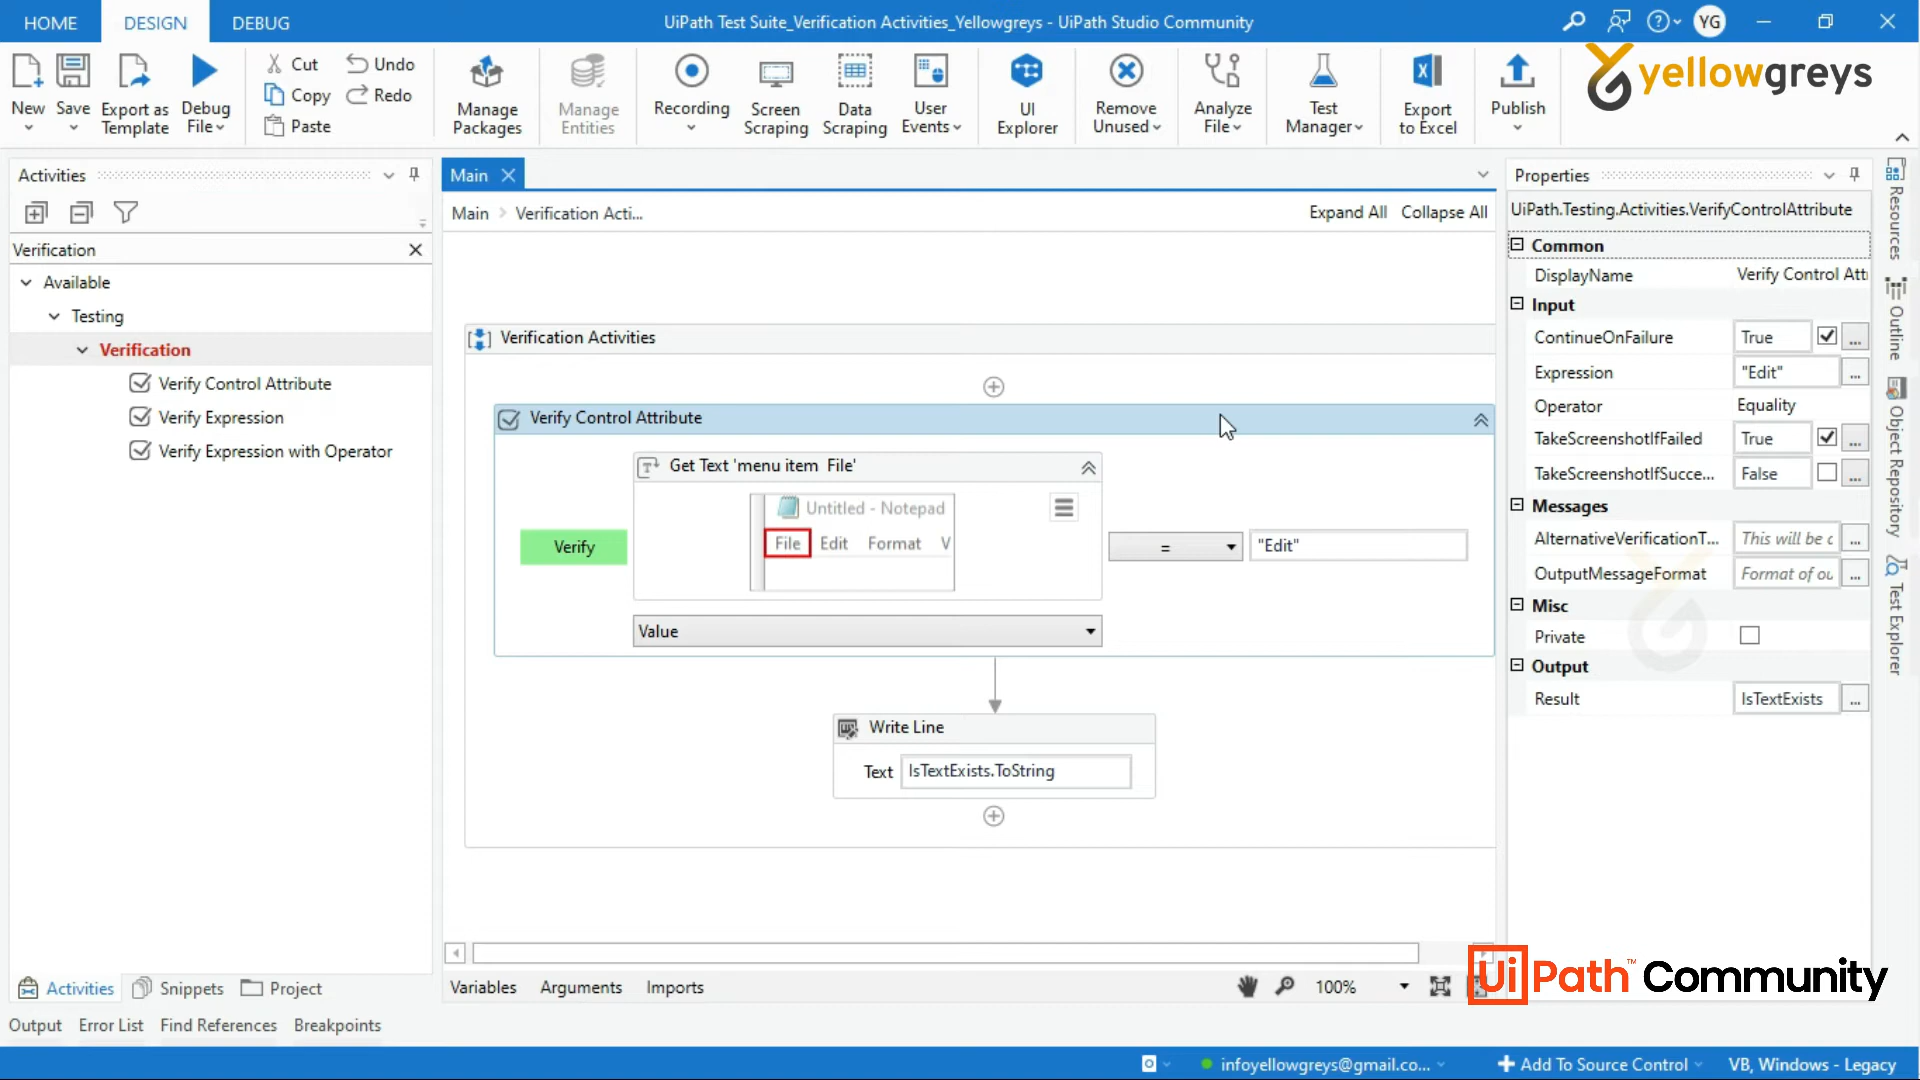 HOME DESIGN DEBUG UiPath Test Suite_Verification Activities_Yellowgreys - UiPath Studio Community YG
New Save Export as Template Debug File Cut Copy Paste Undo Redo Manage Packages Manage Entities Recording Screen Scraping Data Scraping User Events UI Explorer Remove Unused Analyze File Test Manager Export to Excel Publish yellowgreys
Activities
Verification
Available
Testing
Verification
Verify Control Attribute
Verify Expression
Verify Expression with Operator
Activities Snippets Project
Main
Main Verification Acti... Expand All Collapse All
Verification Activities
Verify Control Attribute
Get Text 'menu item File'
Untitled - Notepad
File Edit Format V
Verify = "Edit"
Value
Write Line
Text IsTextExists.ToString
Variables Arguments Imports 100%
Properties
UiPath.Testing.Activities.VerifyControlAttribute
Common
DisplayName Verify Control Att
Input
ContinueOnFailure True ...
Expression "Edit" ...
Operator Equality
TakeScreenshotIfFailed True ...
TakeScreenshotIfSucce... False ...
Messages
AlternativeVerificationT... This will be c ...
OutputMessageFormat Format of ou ...
Misc
Private
Output
Result IsTextExists ...
Resources
Outline
Object Repository
Test Explorer
UiPath™ Community
Output Error List Find References Breakpoints
infoyellowgreys@gmail.co... Add To Source Control VB, Windows - Legacy